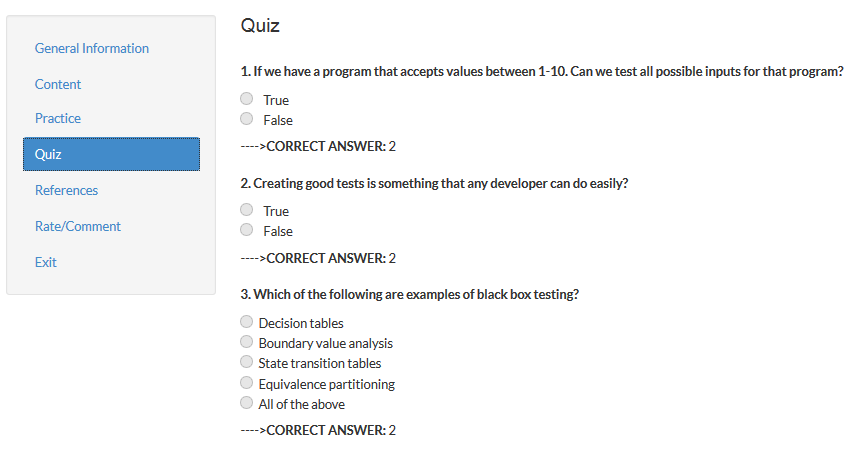 General Information
Content
Practice
Quiz
References
Rate/Comment
Exit
Quiz
1. If we have a program that accepts values between 1-10. Can we test all possible inputs for that program?
True
False
---->CORRECT ANSWER: 2
2. Creating good tests is something that any developer can do easily?
True
False
---->CORRECT ANSWER: 2
3. Which of the following are examples of black box testing?
Decision tables
Boundary value analysis
State transition tables
Equivalence partitioning
All of the above
---->CORRECT ANSWER: 2